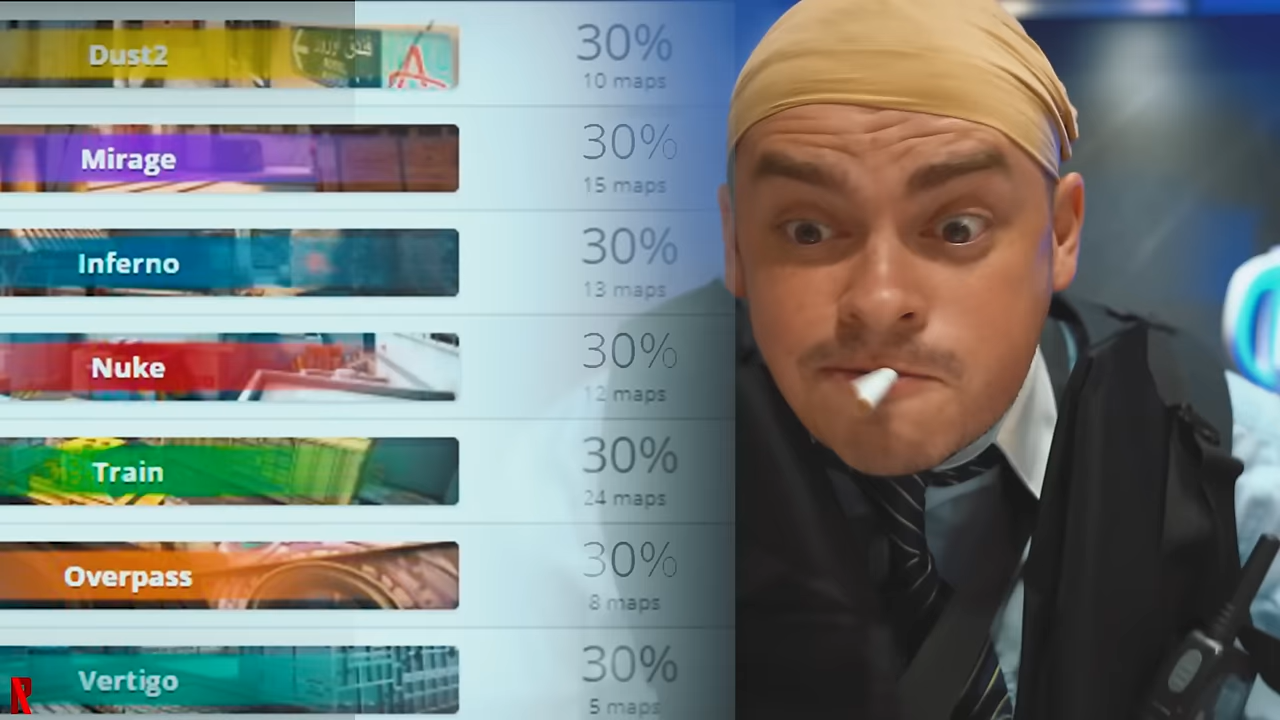 Dust2
30%
10 maps
Mirage
30%
15 maps
Inferno
30%
13 maps
Nuke
30%
12 maps
Train
30%
24 maps
Overpass
30%
8 maps
Vertigo
30%
5 maps